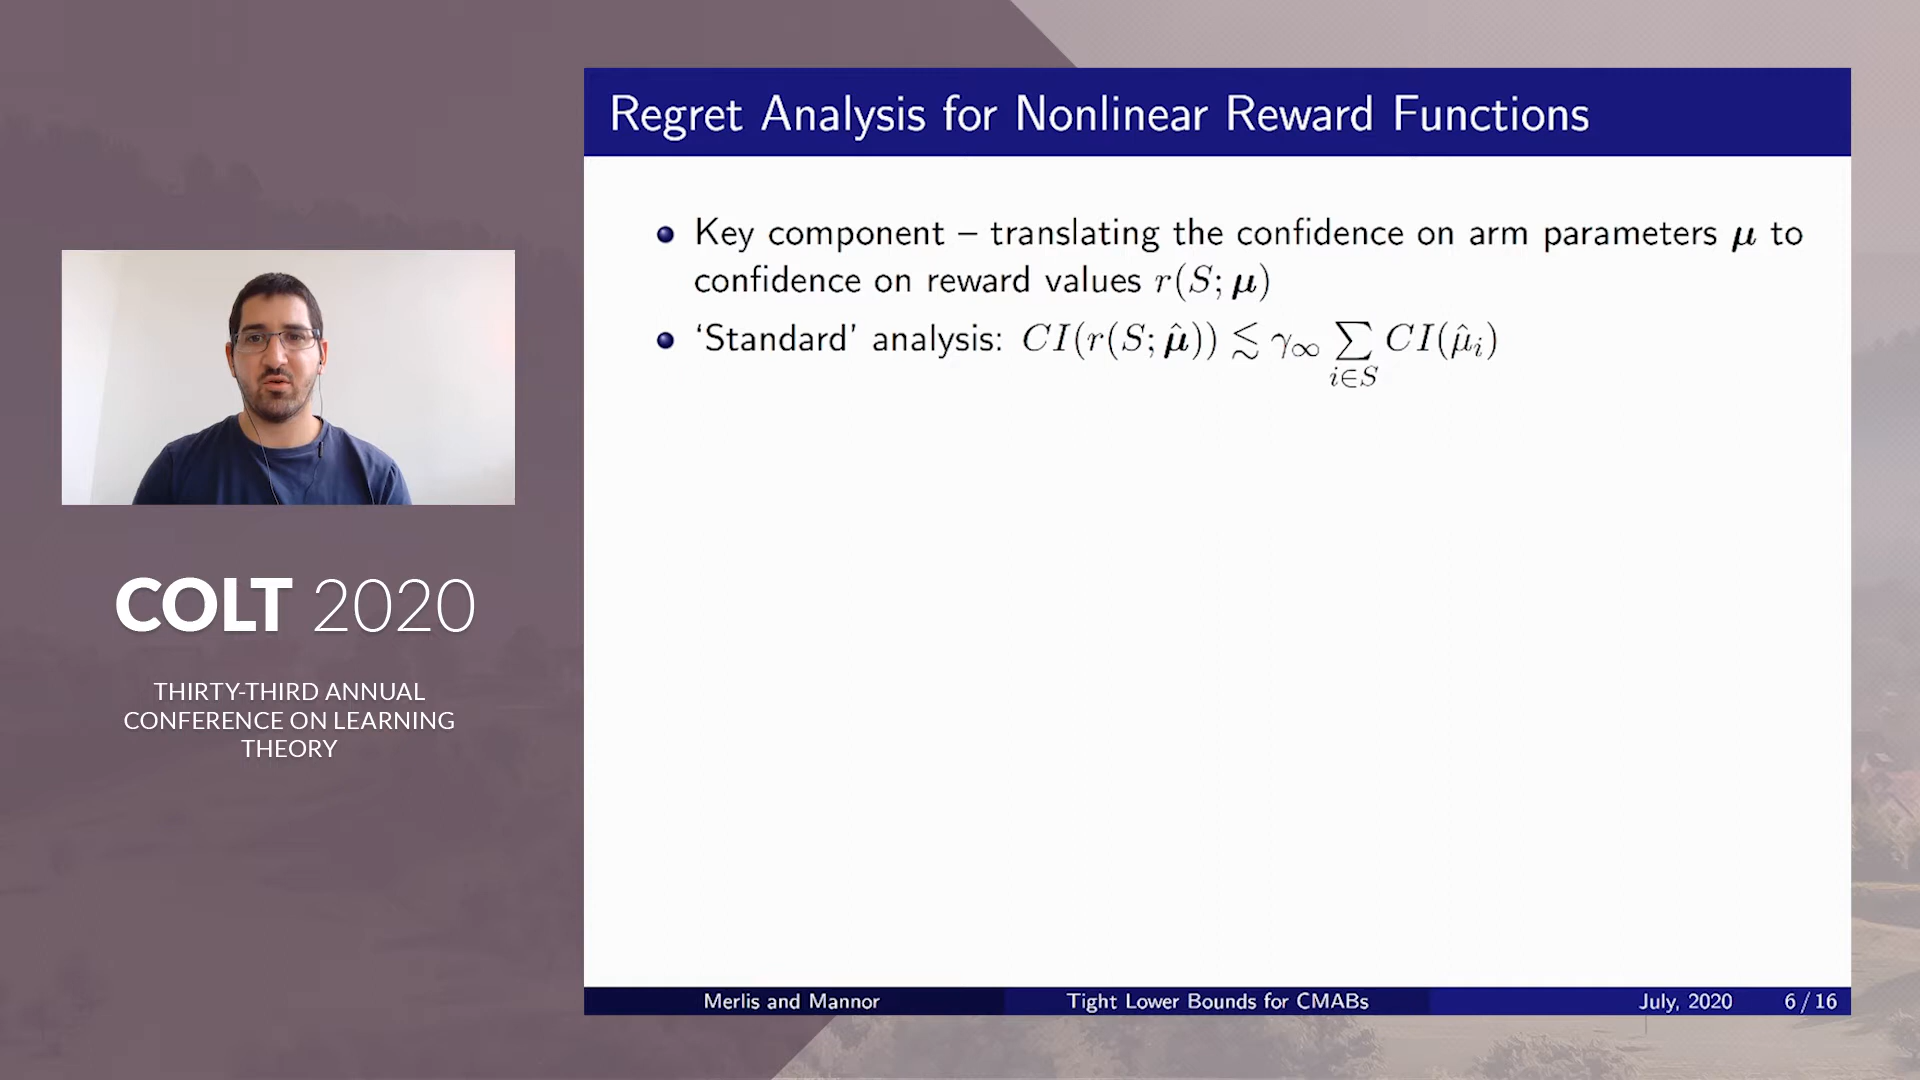 Regret Analysis for Nonlinear Reward Functions
Key component – translating the confidence on arm parameters μ to
confidence on reward values r(S; μ)
‘Standard’ analysis: CI(r(S; μ̂)) ≲ γ∞ ∑ CI(μ̂ᵢ)
i∈S
COLT 2020
THIRTY-THIRD ANNUAL
CONFERENCE ON LEARNING
THEORY
Merlis and Mannor
Tight Lower Bounds for CMABs
July, 2020
6 / 16